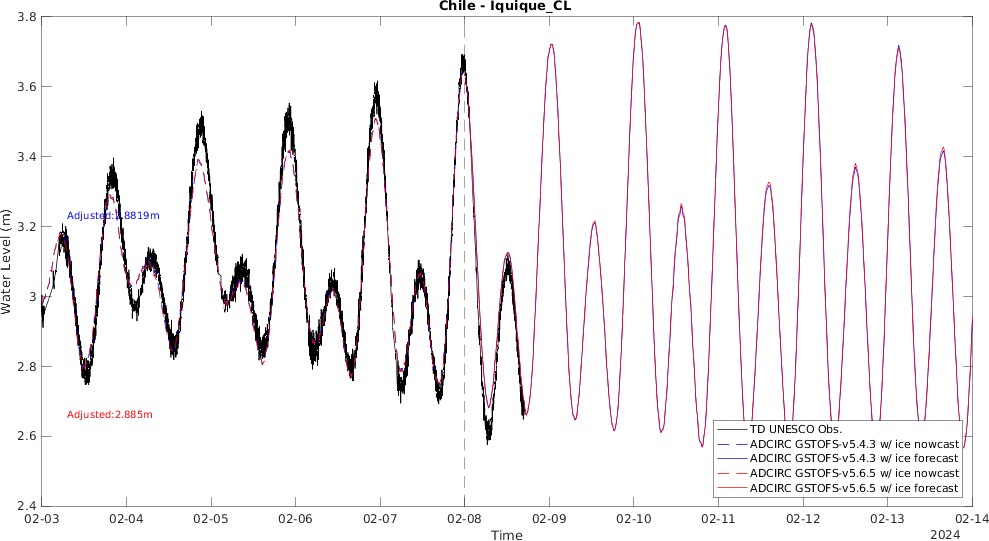 Chile - Iquique_CL
3.8
3.6
3.4
3.2
3
2.8
2.6
2.4
Water Level (m)
Adjusted:2.8819m
Adjusted:2.885m
TD UNESCO Obs.
ADCIRC GSTOFS-v5.4.3 w/ ice nowcast
ADCIRC GSTOFS-v5.4.3 w/ ice forecast
ADCIRC GSTOFS-v5.6.5 w/ ice nowcast
ADCIRC GSTOFS-v5.6.5 w/ ice forecast
02-03 02-04 02-05 02-06 02-07 02-08 02-09 02-10 02-11 02-12 02-13 02-14
Time
2024